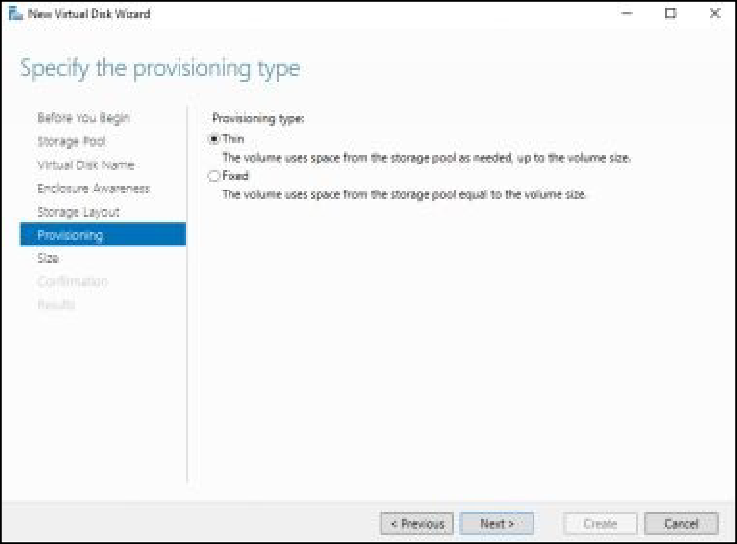 New Virtual Disk Wizard
Specify the provisioning type
Before You Begin
Storage Pool
Virtual Disk Name
Enclosure Awareness
Storage Layout
Provisioning
Size
Confirmation
Results
Provisioning type:
Thin
The volume uses space from the storage pool as needed, up to the volume size.
Fixed
The volume uses space from the storage pool equal to the volume size.
< Previous
Next >
Create
Cancel